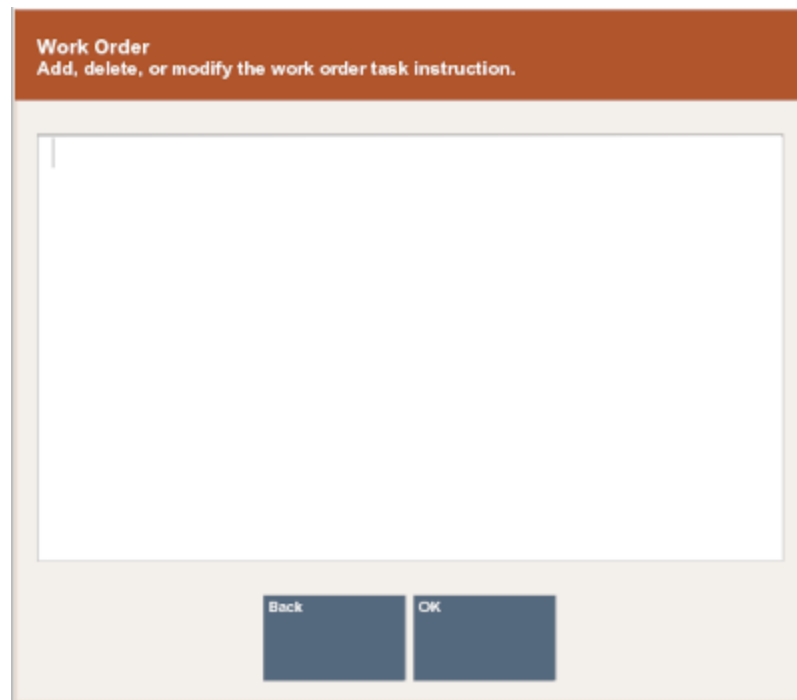 Work Order
Add, delete, or modify the work order task instruction.
Back
OK